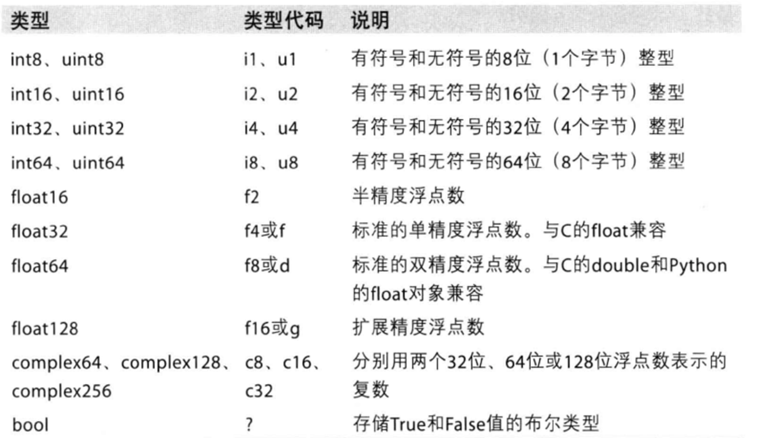 类型 类型代码 说明
int8、uint8 i1、u1 有符号和无符号的8位（1个字节）整型
int16、uint16 i2、u2 有符号和无符号的16位（2个字节）整型
int32、uint32 i4、u4 有符号和无符号的32位（4个字节）整型
int64、uint64 i8、u8 有符号和无符号的64位（8个字节）整型
float16 f2 半精度浮点数
float32 f4或f 标准的单精度浮点数。与C的float兼容
float64 f8或d 标准的双精度浮点数。与C的double和Python
的float对象兼容
float128 f16或g 扩展精度浮点数
complex64、complex128、 c8、c16、 分别用两个32位、64位或128位浮点数表示的
complex256 c32 复数
bool ? 存储True和False值的布尔类型